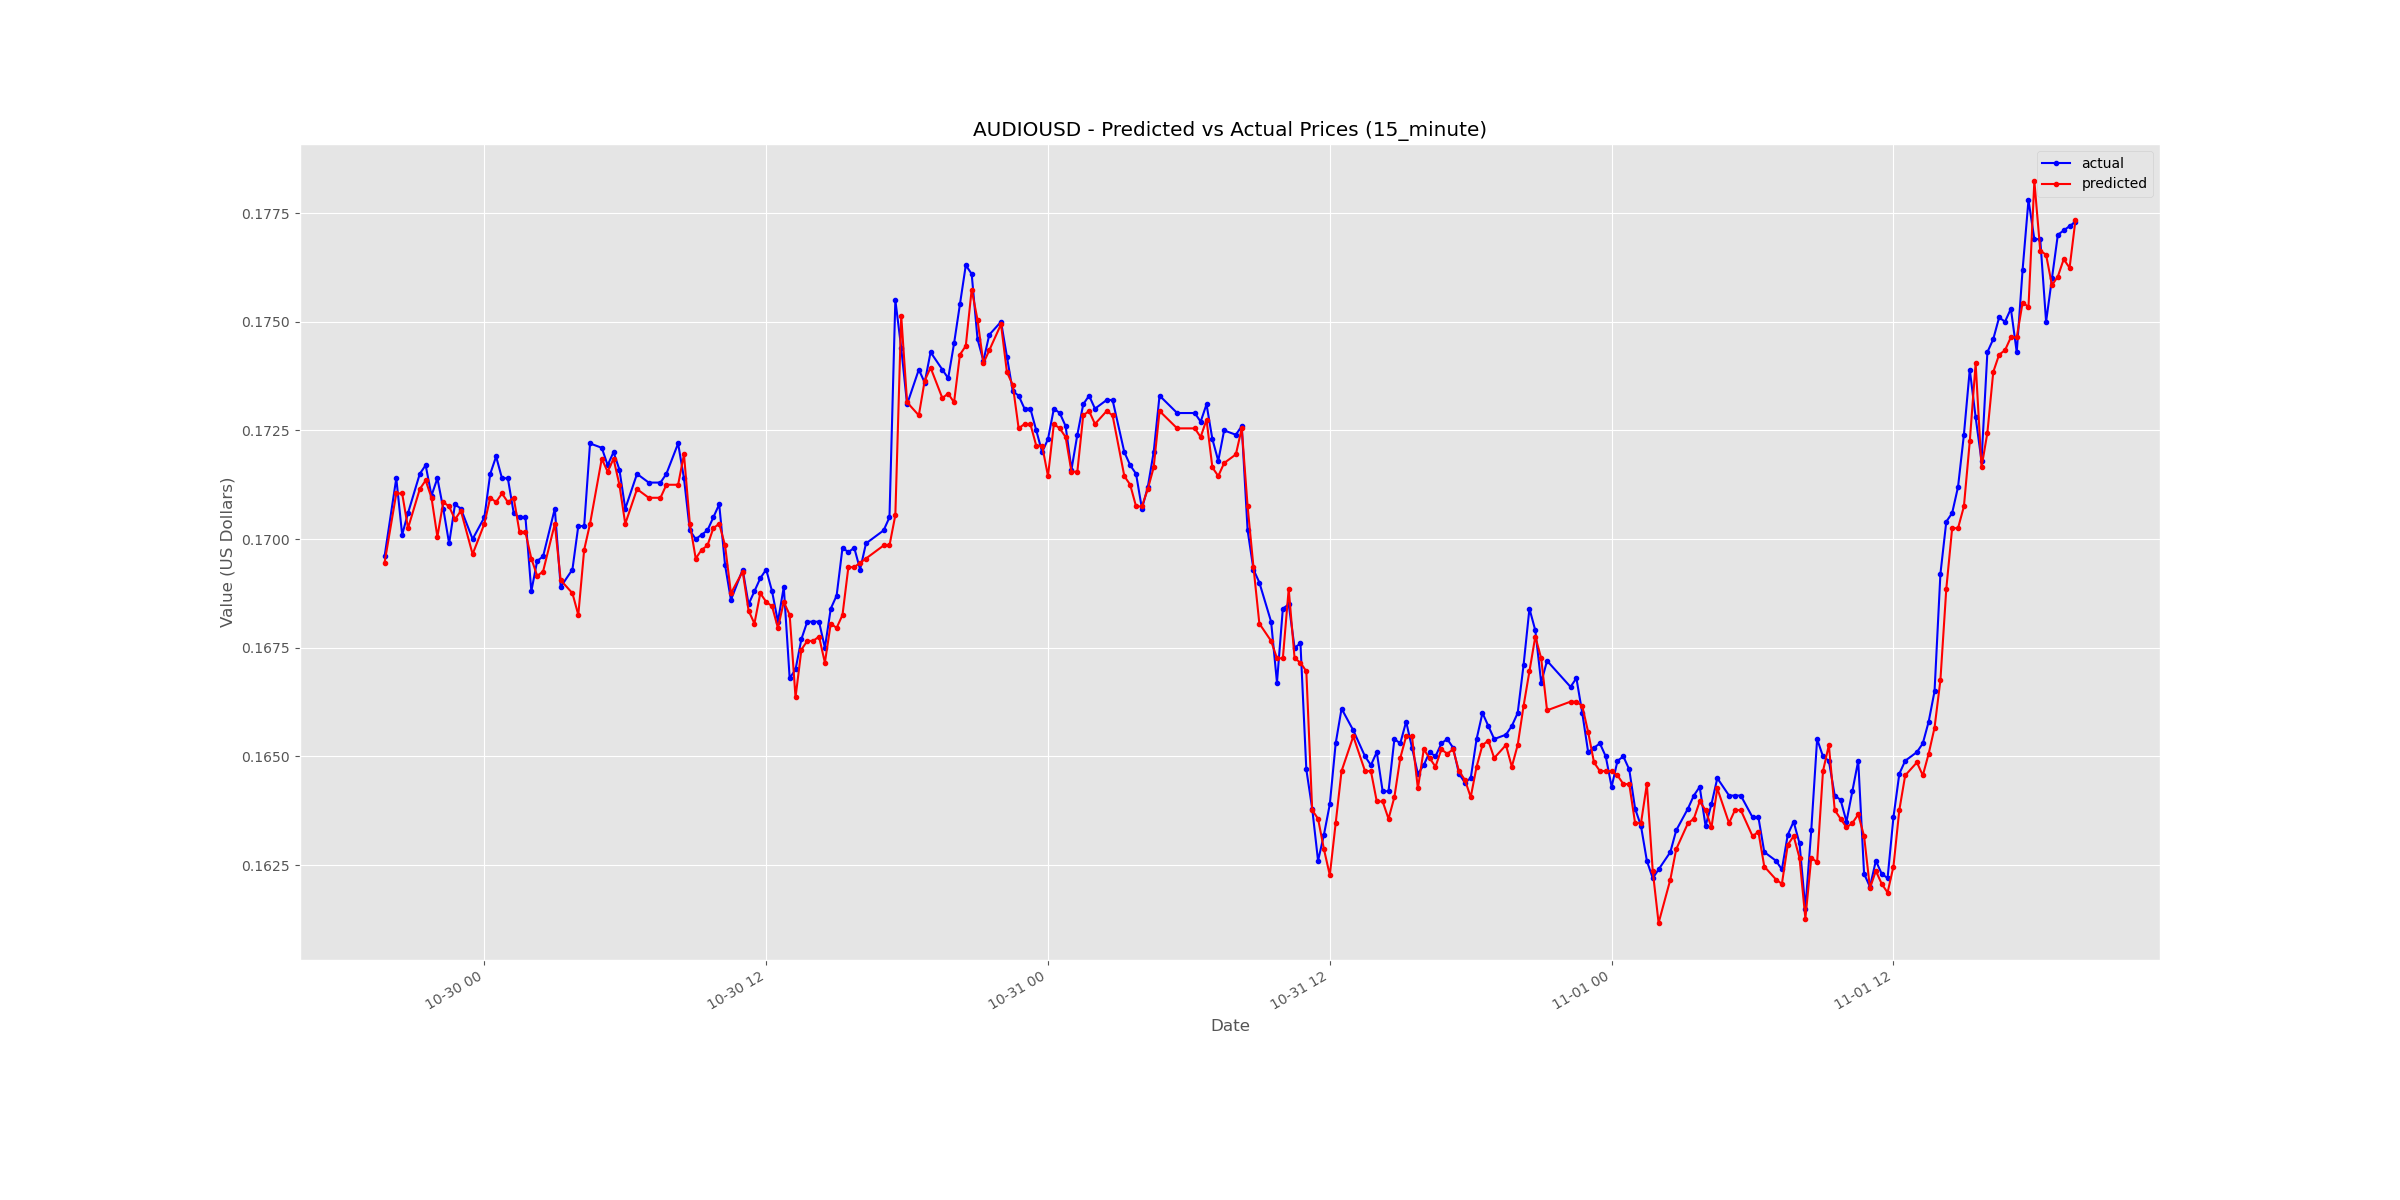 AUDIOUSD - Predicted vs Actual Prices (15_minute)
actual
predicted
0.1775
0.1750
0.1725
0.1700
0.1675
0.1650
0.1625
Value (US Dollars)
10-30 00
10-30 12
10-31 00
10-31 12
11-01 00
11-01 12
Date